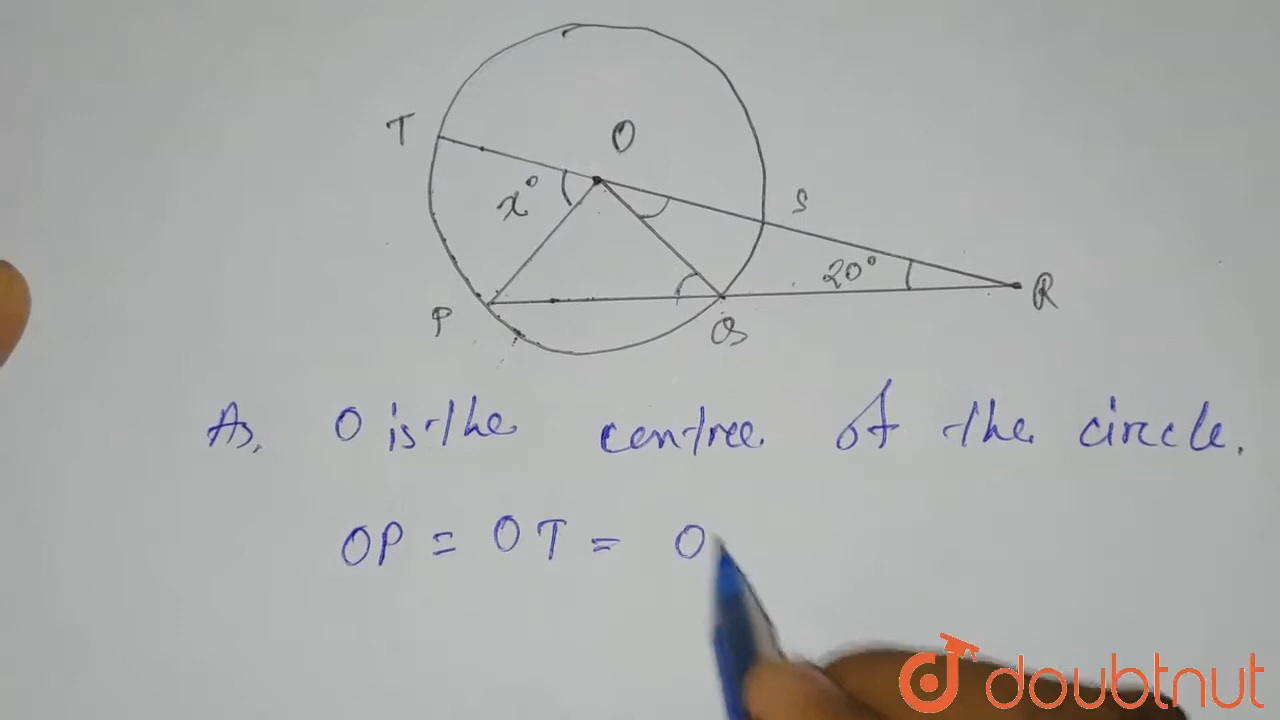 T
O
x°
S
20°
R
P
Q
As, O is the centre of the circle.
OP = OT = O
doubtnut